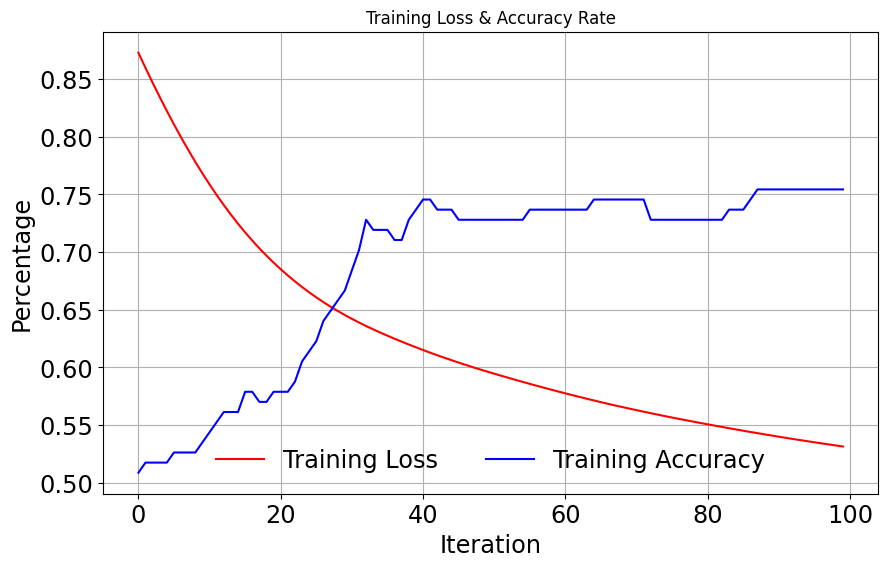 Training Loss & Accuracy Rate
Percentage
0.85
0.80
0.75
0.70
0.65
0.60
0.55
0.50
Training Loss
Training Accuracy
0
20
40
60
80
100
Iteration